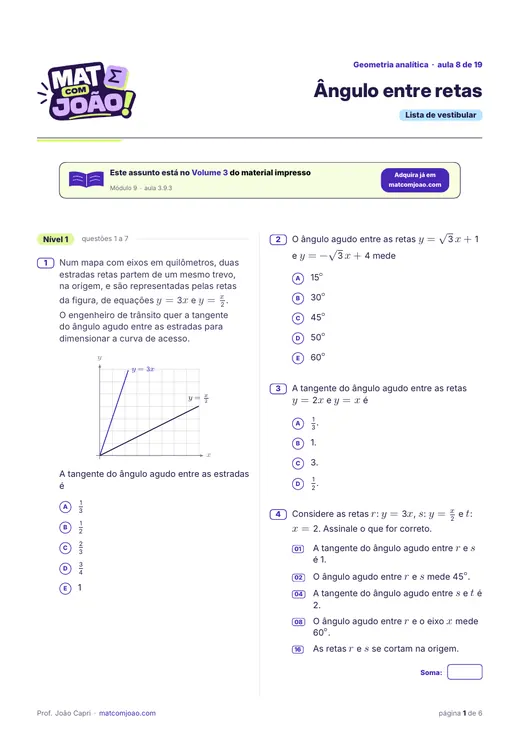 MAT Σ
COM
JOÃO!
Geometria analítica · aula 8 de 19
Ângulo entre retas
Lista de vestibular
Este assunto está no Volume 3 do material impresso
Módulo 9 · aula 3.9.3
Adquira já em
matcomjoao.com
Nível 1 questões 1 a 7
1 Num mapa com eixos em quilômetros, duas
estradas retas partem de um mesmo trevo,
na origem, e são representadas pelas retas
da figura, de equações y = 3x e y = x/2.
O engenheiro de trânsito quer a tangente
do ângulo agudo entre as estradas para
dimensionar a curva de acesso.
y
y = 3x
y = x/2
x
A tangente do ângulo agudo entre as estradas
é
A 1/3
B 1/2
C 2/3
D 3/4
E 1
2 O ângulo agudo entre as retas y = √3 x + 1
e y = −√3 x + 4 mede
A 15°
B 30°
C 45°
D 50°
E 60°
3 A tangente do ângulo agudo entre as retas
y = 2x e y = x é
A 1/3.
B 1.
C 3.
D 1/2.
4 Considere as retas r: y = 3x, s: y = x/2 e t:
x = 2. Assinale o que for correto.
01 A tangente do ângulo agudo entre r e s
é 1.
02 O ângulo agudo entre r e s mede 45°.
04 A tangente do ângulo agudo entre s e t é
2.
08 O ângulo agudo entre r e o eixo x mede
60°.
16 As retas r e s se cortam na origem.
Soma:
Prof. João Capri · matcomjoao.com
página 1 de 6